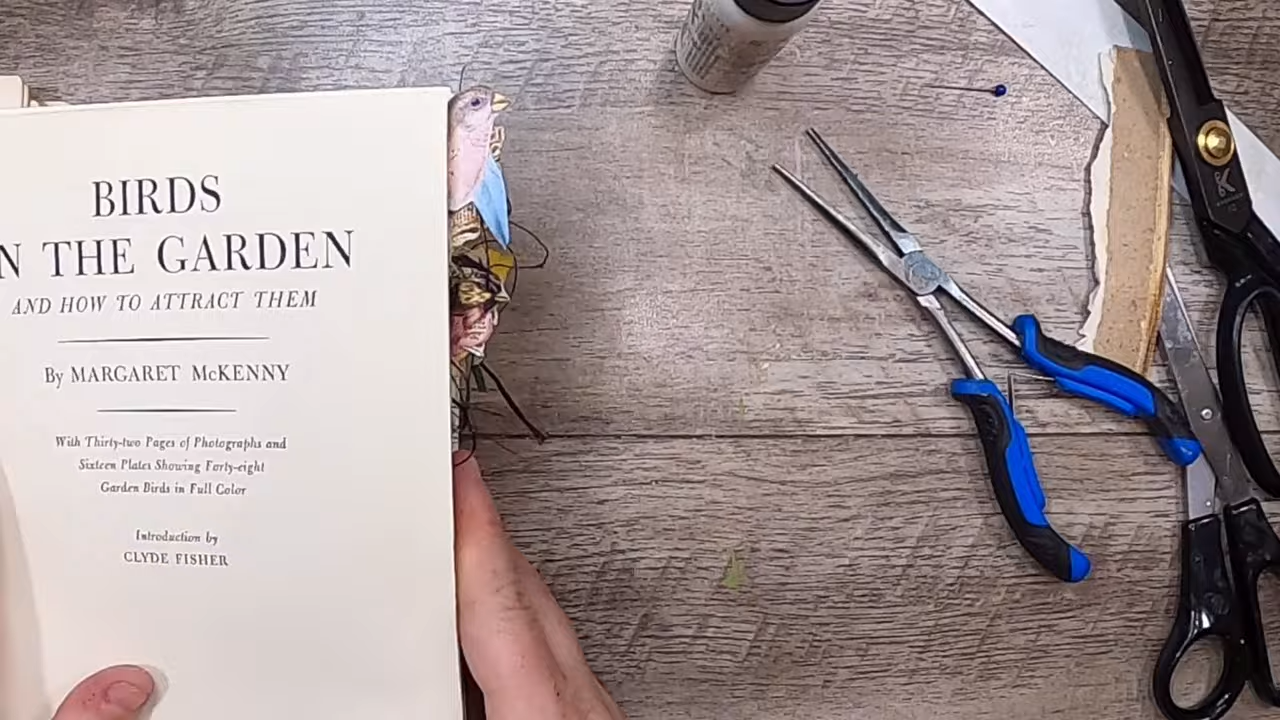 BIRDS
N THE GARDEN
AND HOW TO ATTRACT THEM
By MARGARET McKENNY
With Thirty-two Pages of Photographs and
Sixteen Plates Showing Forty-eight
Garden Birds in Full Color
Introduction by
CLYDE FISHER
K